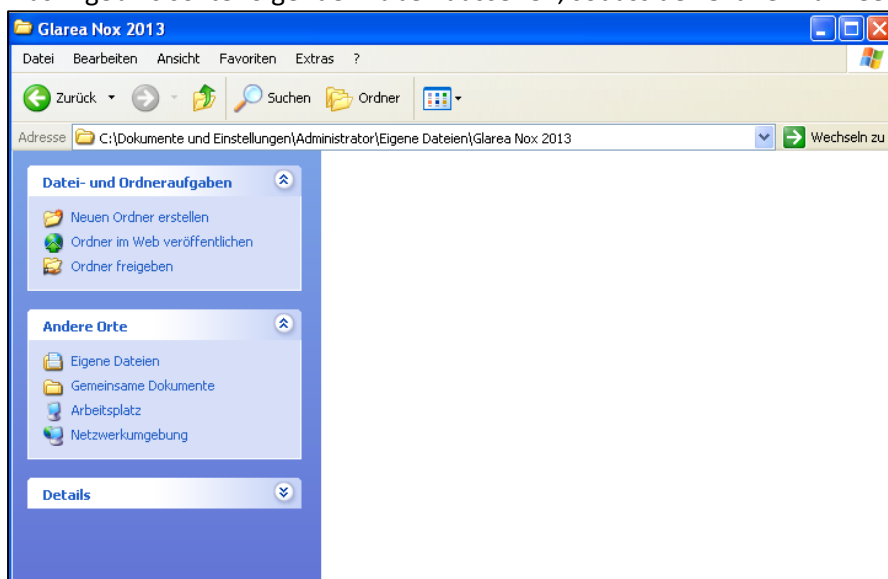 Glarea Nox 2013
Datei Bearbeiten Ansicht Favoriten Extras ?
Zurück Suchen Ordner
Adresse C:\Dokumente und Einstellungen\Administrator\Eigene Dateien\Glarea Nox 2013 Wechseln zu
Datei- und Ordneraufgaben
Neuen Ordner erstellen
Ordner im Web veröffentlichen
Ordner freigeben
Andere Orte
Eigene Dateien
Gemeinsame Dokumente
Arbeitsplatz
Netzwerkumgebung
Details